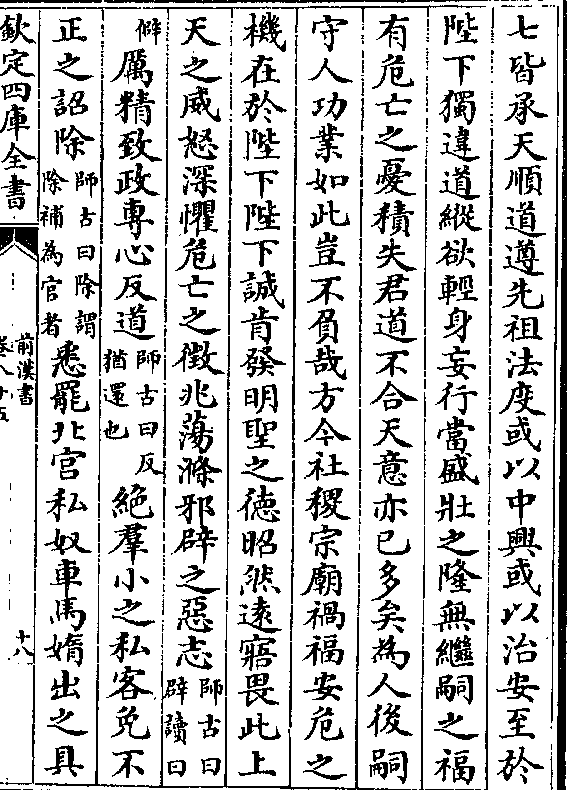 七皆承天順道遵先祖法度或以中興或以治安至於
陛下獨違道縱欲輕身妄行當盛壯之隆無繼嗣之福
有危亡之憂積失君道不合天意亦已多矣為人後嗣
守人功業如此豈不負哉方今社稷宗廟禍福安危之
機在於陛下陛下誠肯發明聖之徳昭然遠寤畏此上
天之威怒深懼危亡之徴兆蕩滌邪辟之惡志師古曰辟讀曰
僻厲精致政專心反道師古曰反猶還也絶羣小之私客免不
正之詔除師古曰除謂除補為官者悉罷北宫私奴車馬媠出之具
欽定四庫全書
前漢書
卷八十五
十八